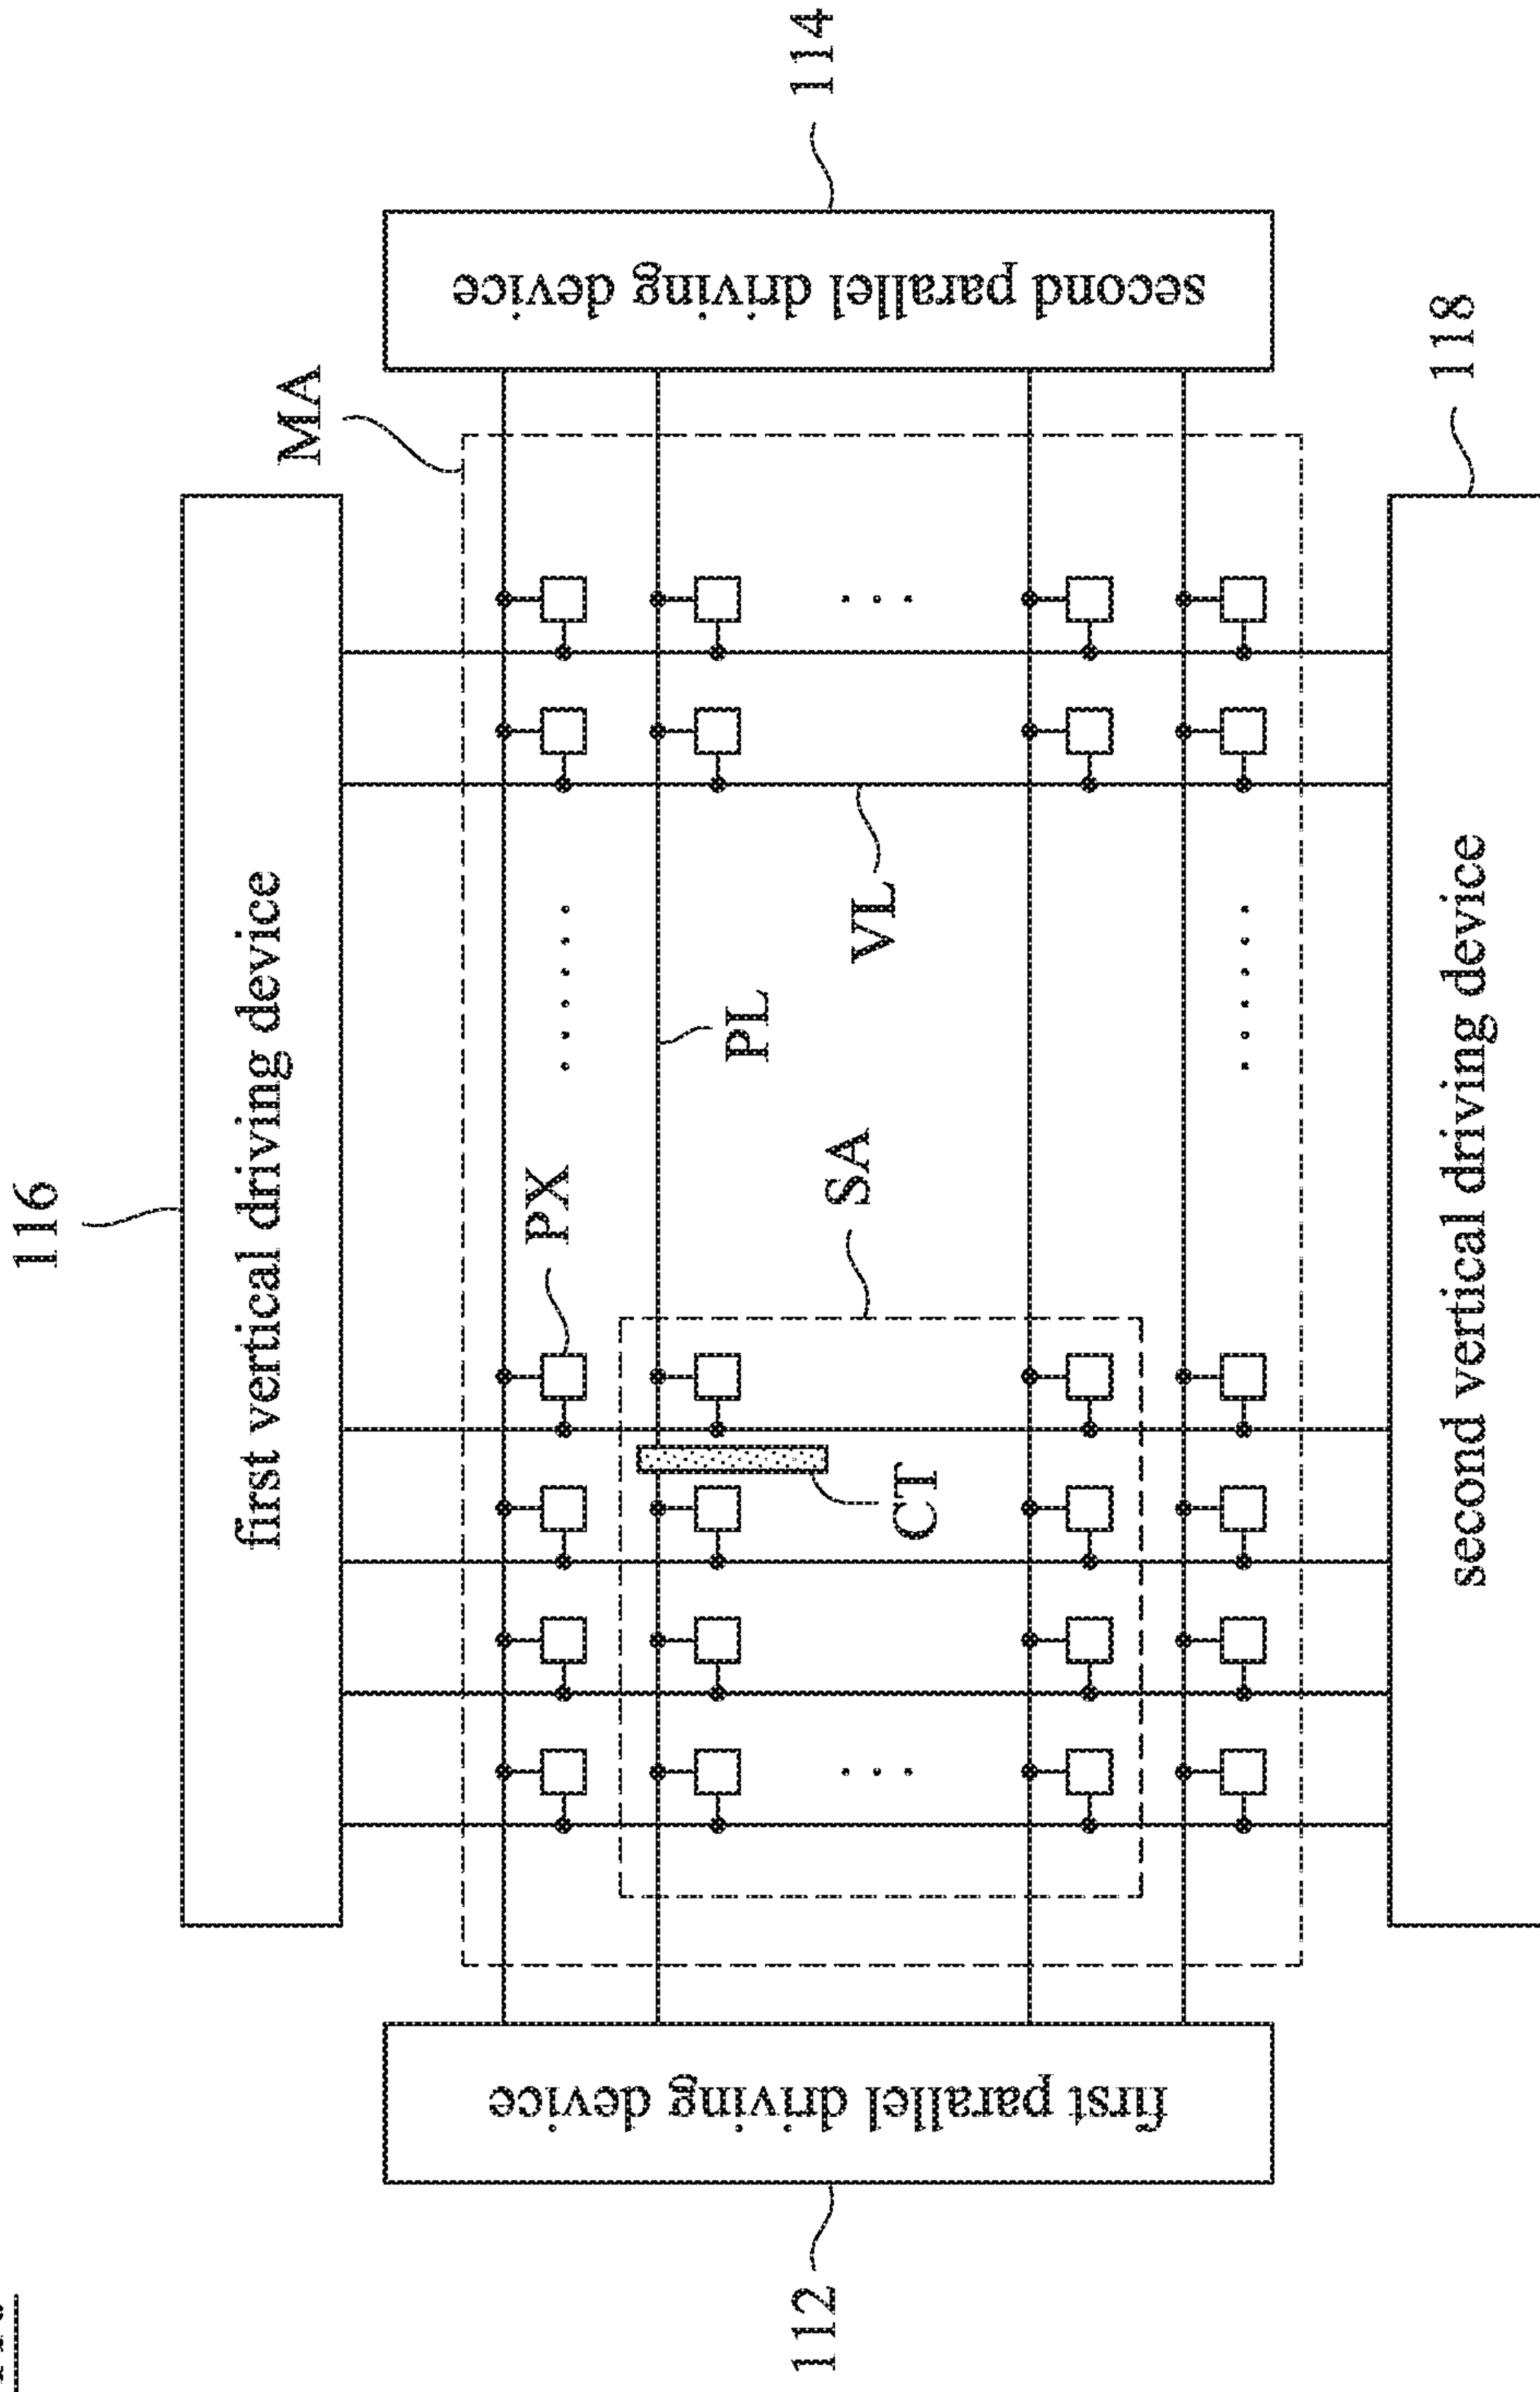 116
first vertical driving device
MA
114
second parallel driving device
PX
PL
VL
SA
CT
112
first parallel driving device
118
second vertical driving device